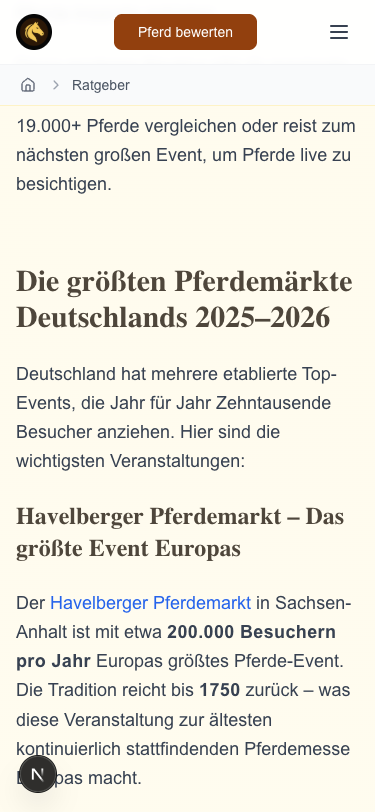 Pferd bewerten
Ratgeber
19.000+ Pferde vergleichen oder reist zum
nächsten großen Event, um Pferde live zu
besichtigen.
Die größten Pferdemärkte
Deutschlands 2025–2026
Deutschland hat mehrere etablierte Top-
Events, die Jahr für Jahr Zehntausende
Besucher anziehen. Hier sind die
wichtigsten Veranstaltungen:
Havelberger Pferdemarkt – Das
größte Event Europas
Der Havelberger Pferdemarkt in Sachsen-
Anhalt ist mit etwa 200.000 Besuchern
pro Jahr Europas größtes Pferde-Event.
Die Tradition reicht bis 1750 zurück – was
diese Veranstaltung zur ältesten
kontinuierlich stattfindenden Pferdemesse
macht.
N